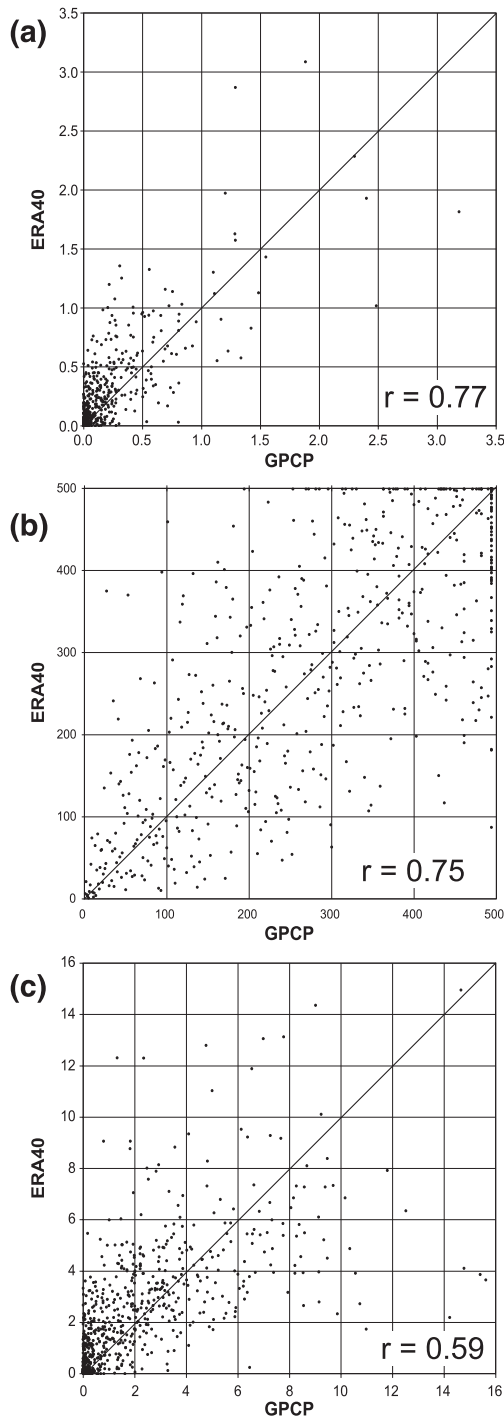 (a)
3.5
3.0
2.5
2.0
1.5
1.0
0.5
0.0
ERA40
r = 0.77
0.0 0.5 1.0 1.5 2.0 2.5 3.0 3.5
GPCP
(b)
500
400
300
200
100
0
ERA40
r = 0.75
0 100 200 300 400 500
GPCP
(c)
16
14
12
10
8
6
4
2
0
ERA40
r = 0.59
0 2 4 6 8 10 12 14 16
GPCP